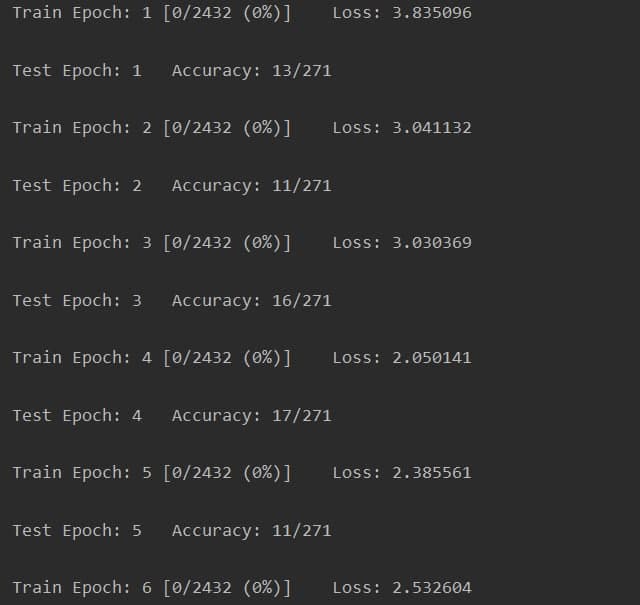 Train Epoch: 1 [0/2432 (0%)]    Loss: 3.835096
Test Epoch: 1   Accuracy: 13/271
Train Epoch: 2 [0/2432 (0%)]    Loss: 3.041132
Test Epoch: 2   Accuracy: 11/271
Train Epoch: 3 [0/2432 (0%)]    Loss: 3.030369
Test Epoch: 3   Accuracy: 16/271
Train Epoch: 4 [0/2432 (0%)]    Loss: 2.050141
Test Epoch: 4   Accuracy: 17/271
Train Epoch: 5 [0/2432 (0%)]    Loss: 2.385561
Test Epoch: 5   Accuracy: 11/271
Train Epoch: 6 [0/2432 (0%)]    Loss: 2.532604